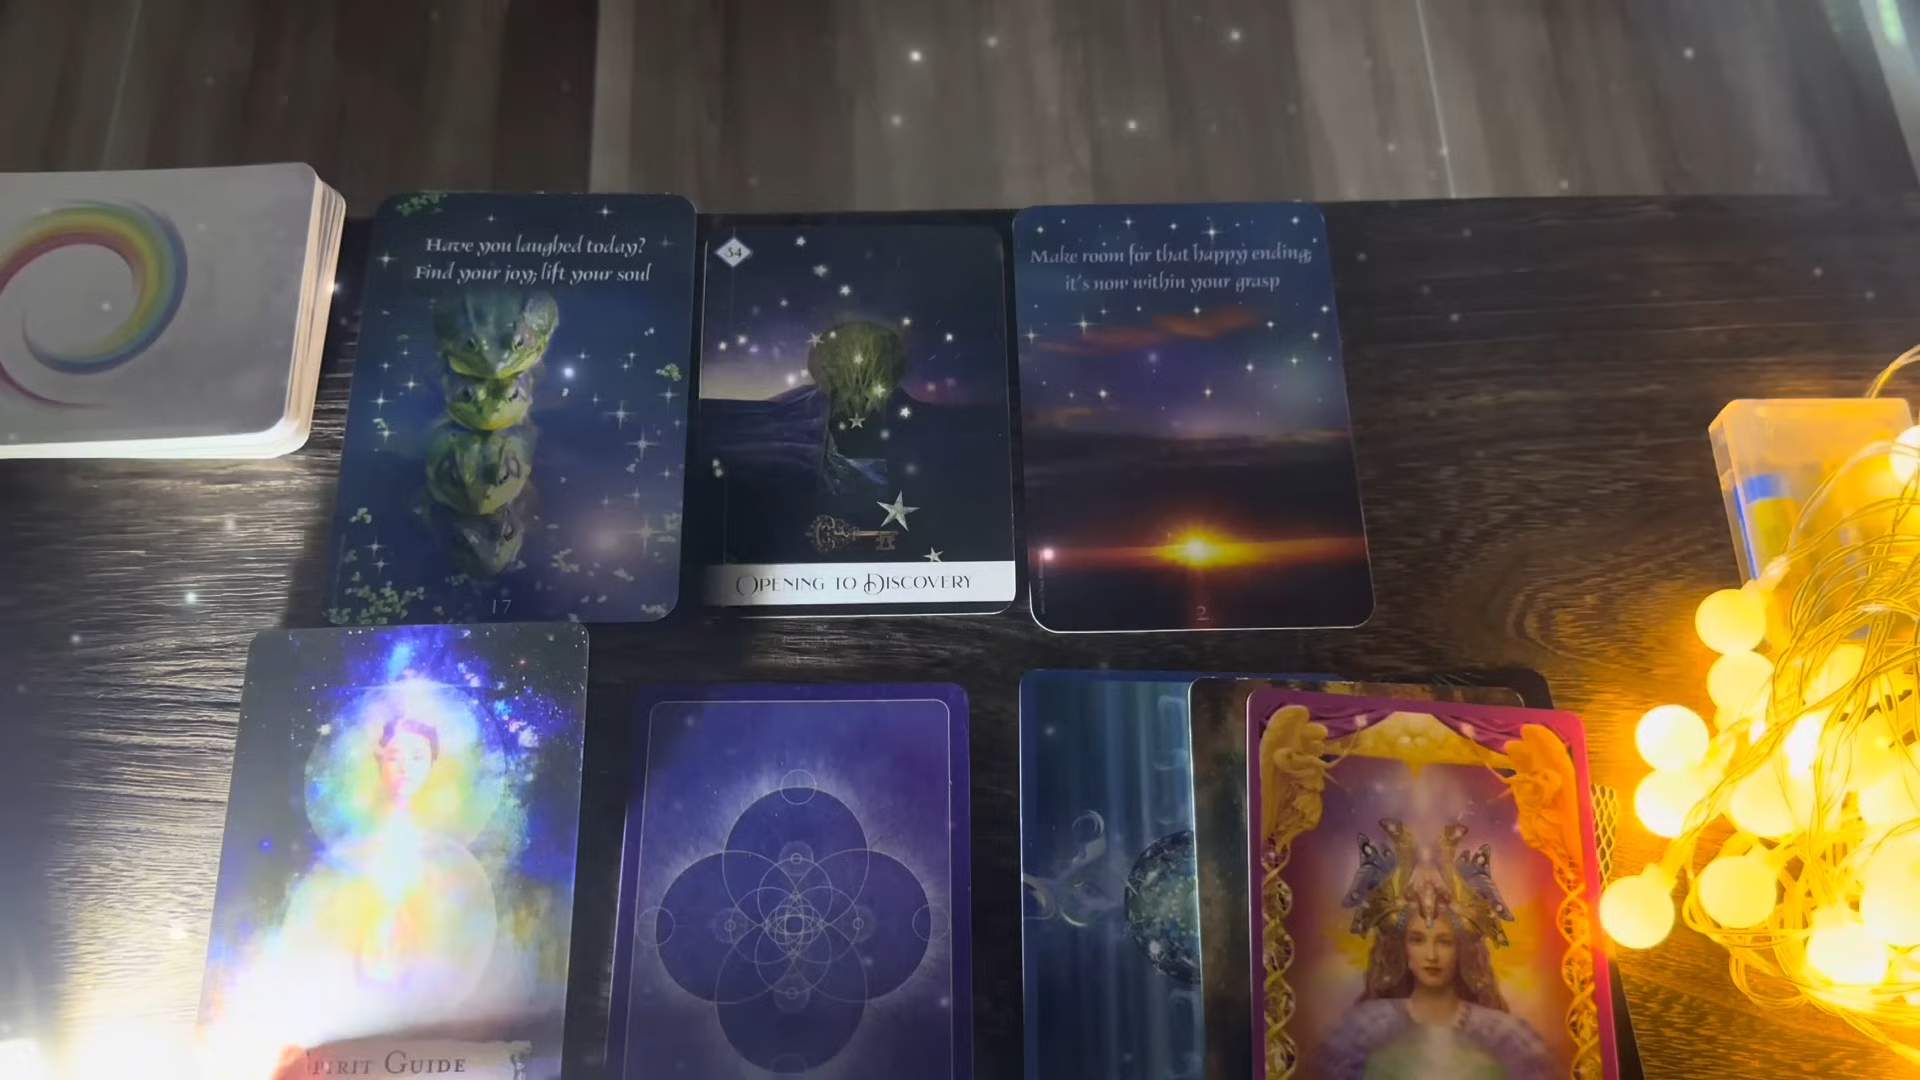 Have you laughed today?
Find your joy; lift your soul
17
54
OPENING TO DISCOVERY
Make room for that happy ending;
it's now within your grasp
2
SPIRIT GUIDE